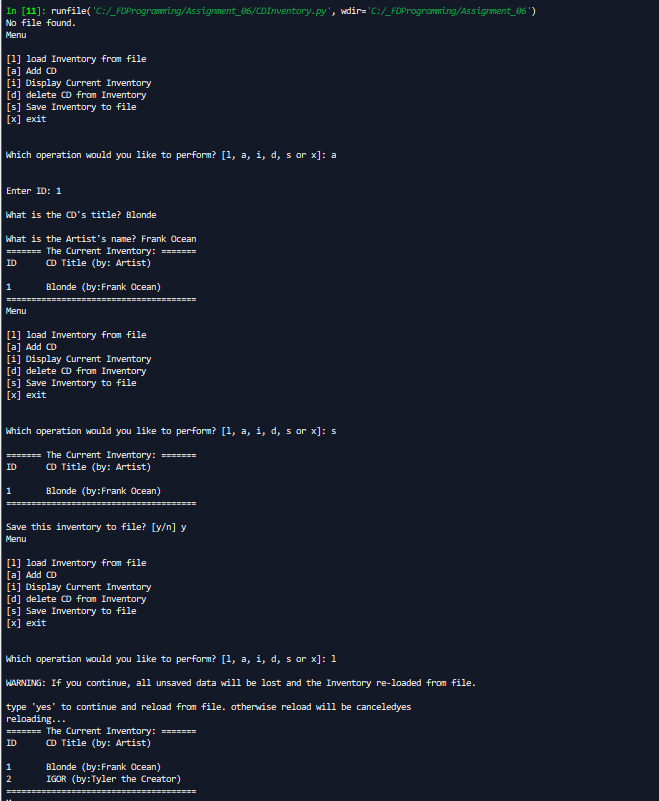 In [11]: runfile('C:/_FDProgramming/Assignment_06/CDInventory.py', wdir='C:/_FDProgramming/Assignment_06')
No file found.
Menu
[l] load Inventory from file
[a] Add CD
[i] Display Current Inventory
[d] delete CD from Inventory
[s] Save Inventory to file
[x] exit
Which operation would you like to perform? [l, a, i, d, s or x]: a
Enter ID: 1
What is the CD's title? Blonde
What is the Artist's name? Frank Ocean
======= The Current Inventory: =======
ID      CD Title (by: Artist)
1       Blonde (by:Frank Ocean)
======================================
Menu
[l] load Inventory from file
[a] Add CD
[i] Display Current Inventory
[d] delete CD from Inventory
[s] Save Inventory to file
[x] exit
Which operation would you like to perform? [l, a, i, d, s or x]: s
======= The Current Inventory: =======
ID      CD Title (by: Artist)
1       Blonde (by:Frank Ocean)
======================================
Save this inventory to file? [y/n] y
Menu
[l] load Inventory from file
[a] Add CD
[i] Display Current Inventory
[d] delete CD from Inventory
[s] Save Inventory to file
[x] exit
Which operation would you like to perform? [l, a, i, d, s or x]: l
WARNING: If you continue, all unsaved data will be lost and the Inventory re-loaded from file.
type 'yes' to continue and reload from file. otherwise reload will be canceledyes
reloading...
======= The Current Inventory: =======
ID      CD Title (by: Artist)
1       Blonde (by:Frank Ocean)
2       IGOR (by:Tyler the Creator)
======================================